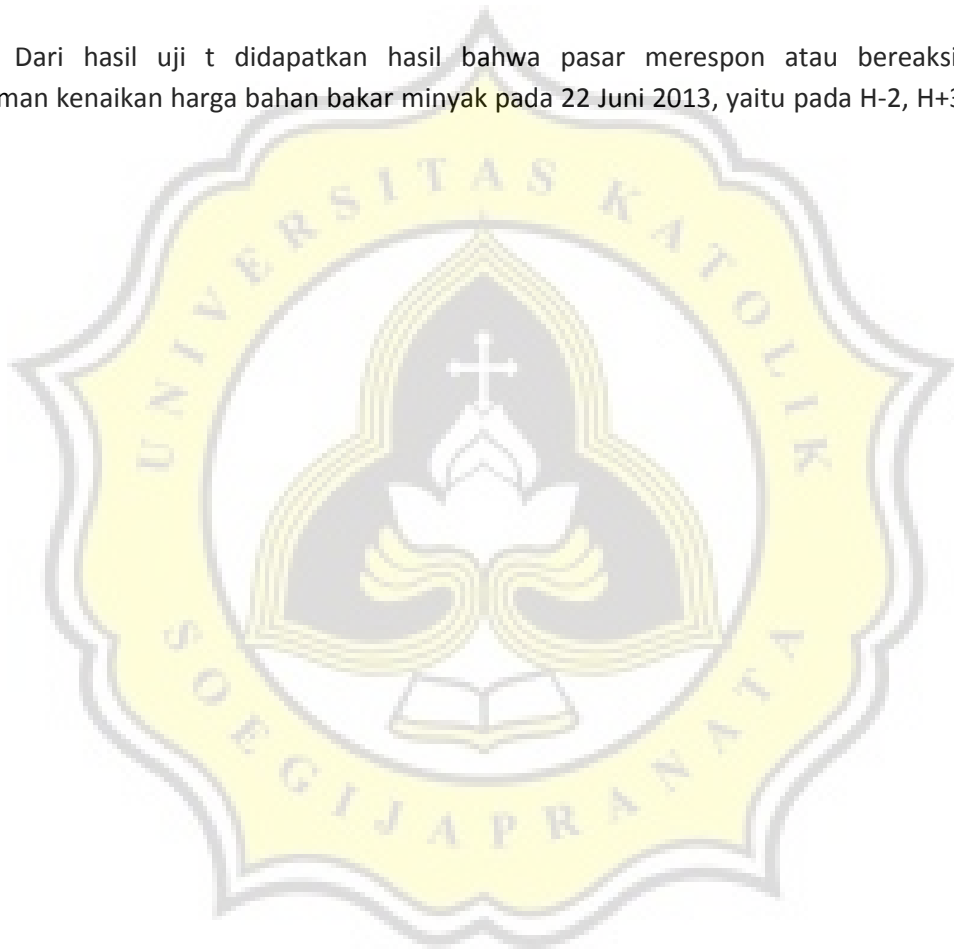 Dari hasil uji t didapatkan hasil bahwa pasar merespon atau bereaksi
man kenaikan harga bahan bakar minyak pada 22 Juni 2013, yaitu pada H-2, H+3
UNIVERSITAS KATOLIK
SOEGIJAPRANATA